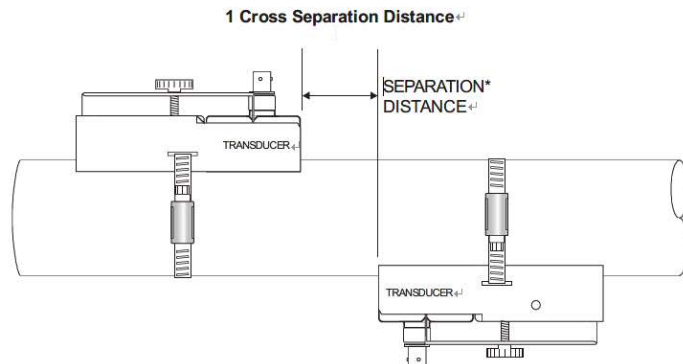 1 Cross Separation Distance↵
SEPARATION*
DISTANCE↵
TRANSDUCER↵
TRANSDUCER↵